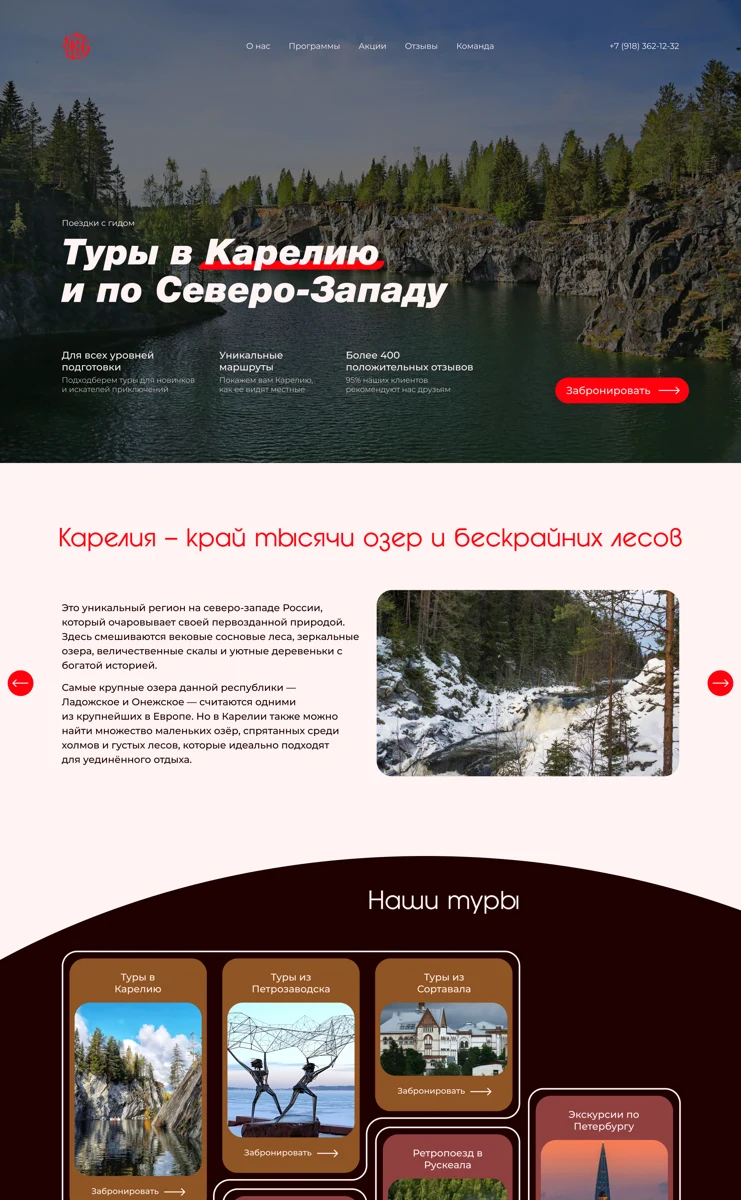 О нас Программы Акции Отзывы Команда +7 (918) 362-12-32
Поездки с гидом
Туры в Карелию
и по Северо-Западу
Для всех уровней
подготовки
Подходберем туры для новичков
и искателей приключений
Уникальные
маршруты
Покажем вам Карелию,
как ее видят местные
Более 400
положительных отзывов
95% наших клиентов
рекомендуют нас друзьям
Забронировать
Карелия – край тысячи озер и бескрайних лесов
Это уникальный регион на северо-западе России,
который очаровывает своей первозданной природой.
Здесь смешиваются вековые сосновые леса, зеркальные
озера, величественные скалы и уютные деревеньки с
богатой историей.
Самые крупные озера данной республики —
Ладожское и Онежское — считаются одними
из крупнейших в Европе. Но в Карелии также можно
найти множество маленьких озёр, спрятанных среди
холмов и густых лесов, которые идеально подходят
для уединённого отдыха.
Наши туры
Туры в
Карелию
Забронировать
Туры из
Петрозаводска
Забронировать
Туры из
Сортавала
Забронировать
Ретропоезд в
Рускеала
Экскурсии по
Петербургу